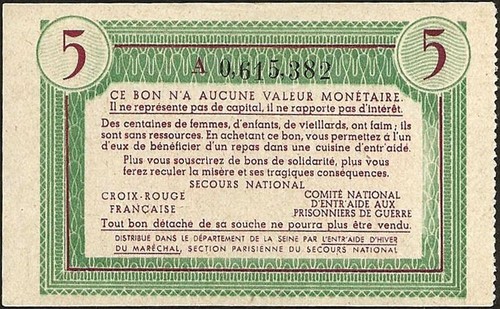 5 5
A 0,615,382
CE BON N'A AUCUNE VALEUR MONÉTAIRE.
Il ne représente pas de capital, il ne rapporte pas d'intérêt.
Des centaines de femmes, d'enfants, de vieillards, ont faim ; ils
sont sans ressources. En achetant ce bon, vous permettez à l'un
d'eux de bénéficier d'un repas dans une cuisine d'entr'aidé.
Plus vous souscrirez de bons de solidarité, plus vous
ferez reculer la misère et ses tragiques conséquences.
SECOURS NATIONAL
CROIX-ROUGE
FRANÇAISE
COMITÉ NATIONAL
D'ENTR'AIDE AUX
PRISONNIERS DE GUERRE
Tout bon détaché de sa souche ne pourra plus être vendu.
DISTRIBUÉ DANS LE DÉPARTEMENT DE LA SEINE PAR L'ENTR'AIDE D'HIVER
DU MARÉCHAL, SECTION PARISIENNE DU SECOURS NATIONAL